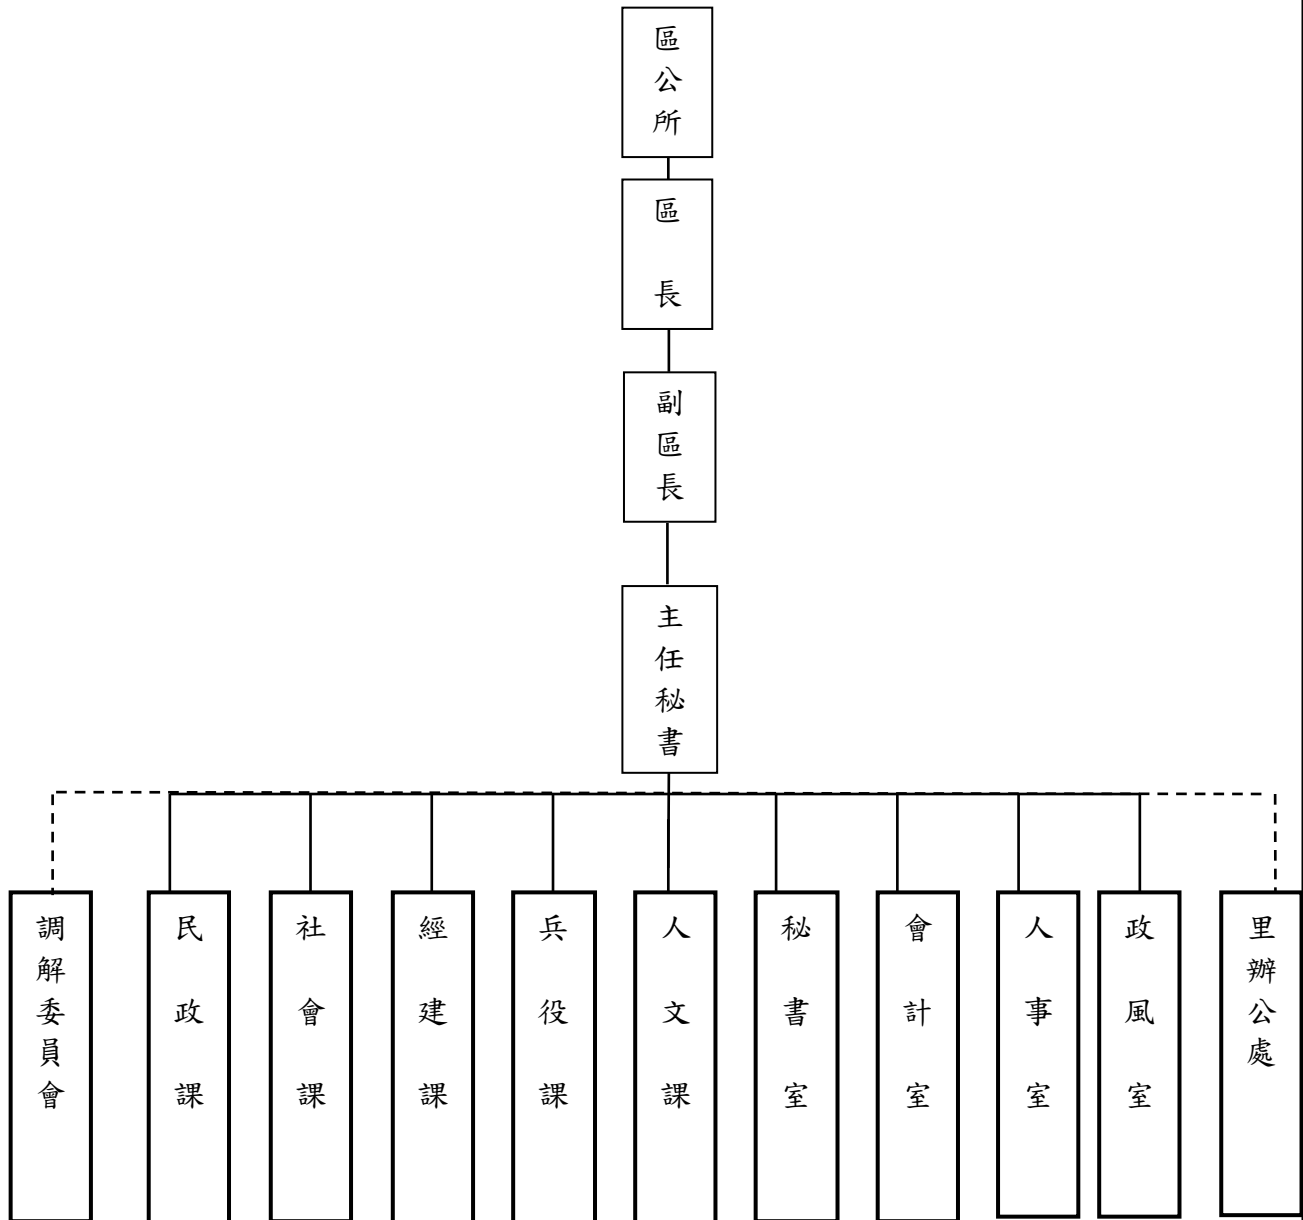 區公所
區長
副區長
主任秘書
調解委員會
民政課
社會課
經建課
兵役課
人文課
秘書室
會計室
人事室
政風室
里辦公處